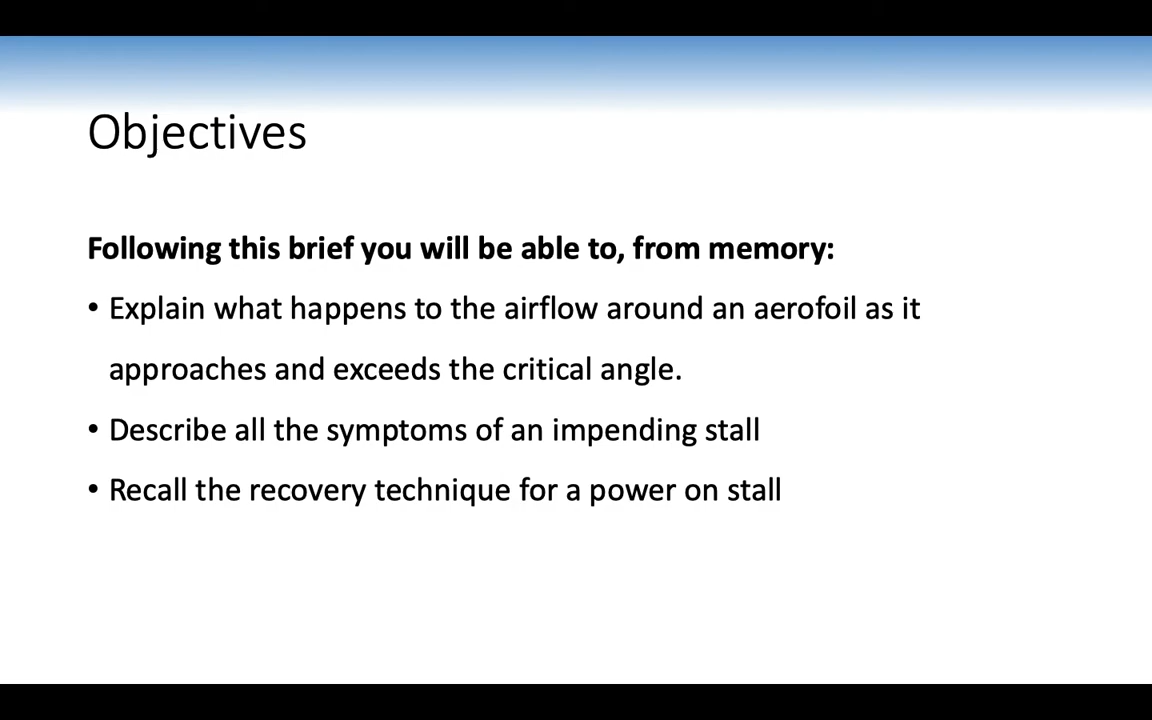 Objectives
Following this brief you will be able to, from memory:
• Explain what happens to the airflow around an aerofoil as it
approaches and exceeds the critical angle.
• Describe all the symptoms of an impending stall
• Recall the recovery technique for a power on stall